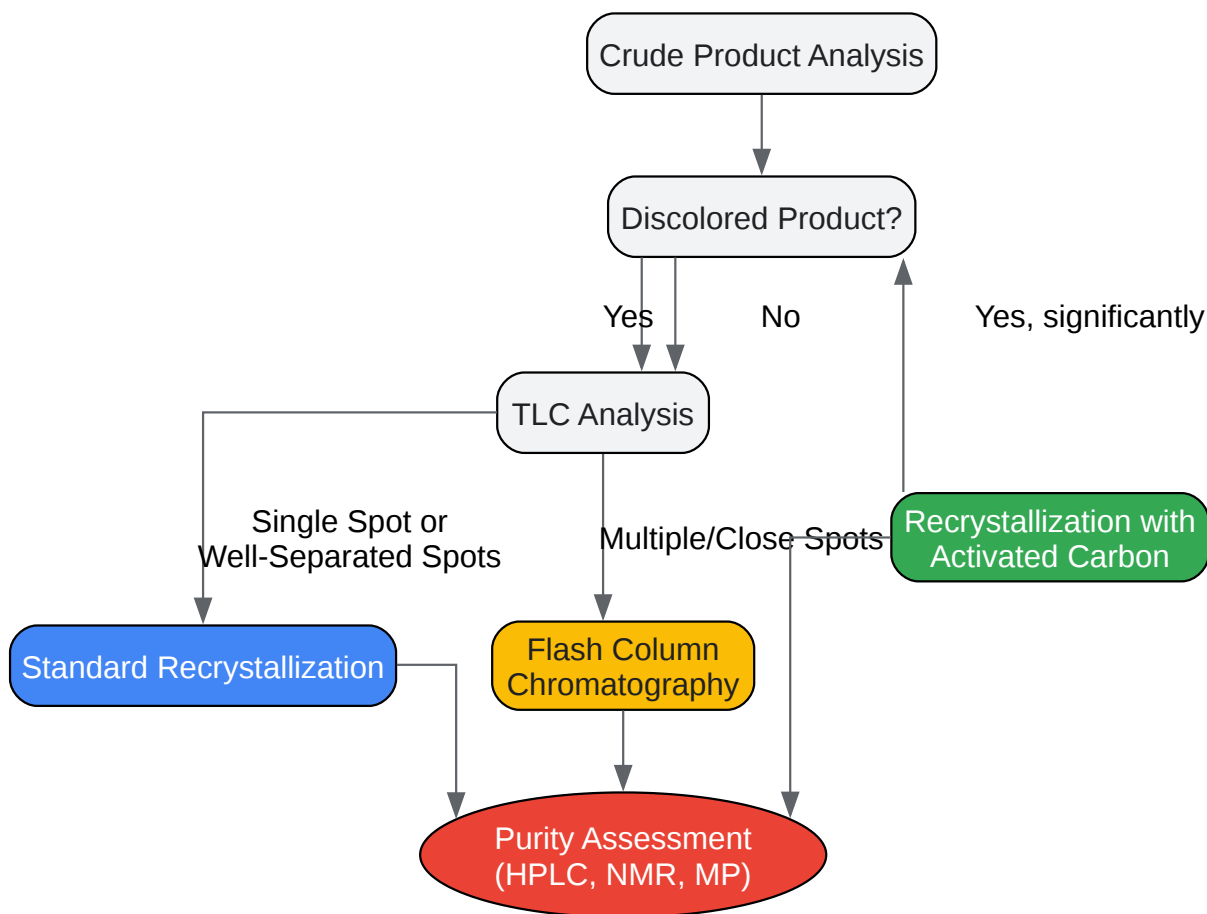 Crude Product Analysis
Discolored Product?
Yes
No
Yes, significantly
TLC Analysis
Single Spot or
Well-Separated Spots
Multiple/Close Spots
Recrystallization with
Activated Carbon
Standard Recrystallization
Flash Column
Chromatography
Purity Assessment
(HPLC, NMR, MP)